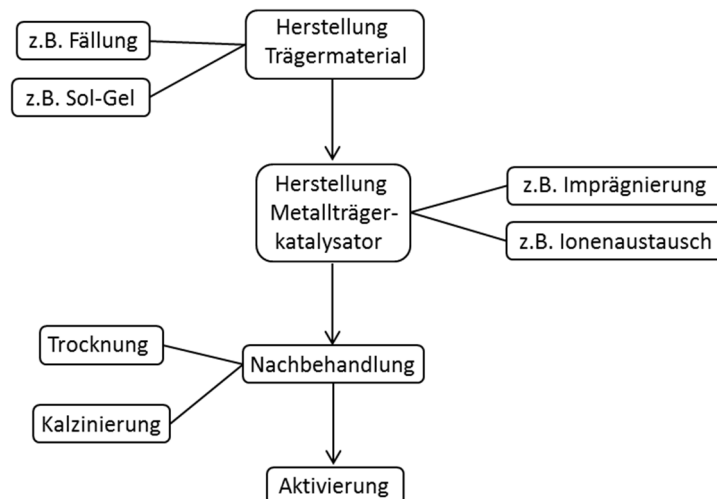 z.B. Fällung
z.B. Sol-Gel
Herstellung
Trägermaterial
Herstellung
Metallträger-
katalysator
z.B. Imprägnierung
z.B. Ionenaustausch
Trocknung
Kalzinierung
Nachbehandlung
Aktivierung